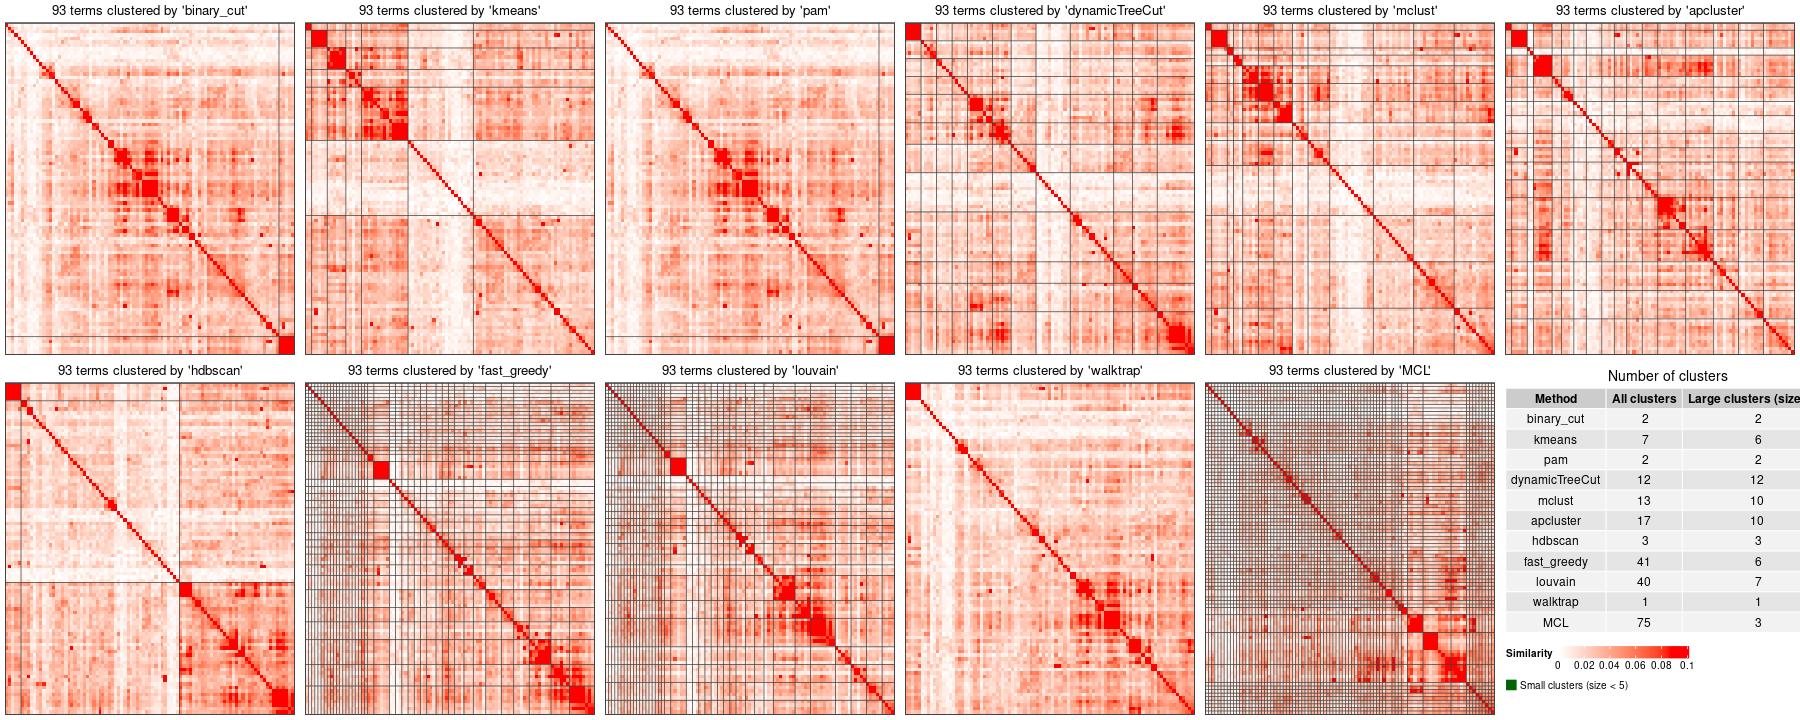 93 terms clustered by 'binary_cut'
93 terms clustered by 'kmeans'
93 terms clustered by 'pam'
93 terms clustered by 'dynamicTreeCut'
93 terms clustered by 'mclust'
93 terms clustered by 'apcluster'
93 terms clustered by 'hdbscan'
93 terms clustered by 'fast_greedy'
93 terms clustered by 'louvain'
93 terms clustered by 'walktrap'
93 terms clustered by 'MCL'
Number of clusters
Method All clusters Large clusters (size
binary_cut 2 2
kmeans 7 6
pam 2 2
dynamicTreeCut 12 12
mclust 13 10
apcluster 17 10
hdbscan 3 3
fast_greedy 41 6
louvain 40 7
walktrap 1 1
MCL 75 3
Similarity
0 0.02 0.04 0.06 0.08 0.1
Small clusters (size < 5)